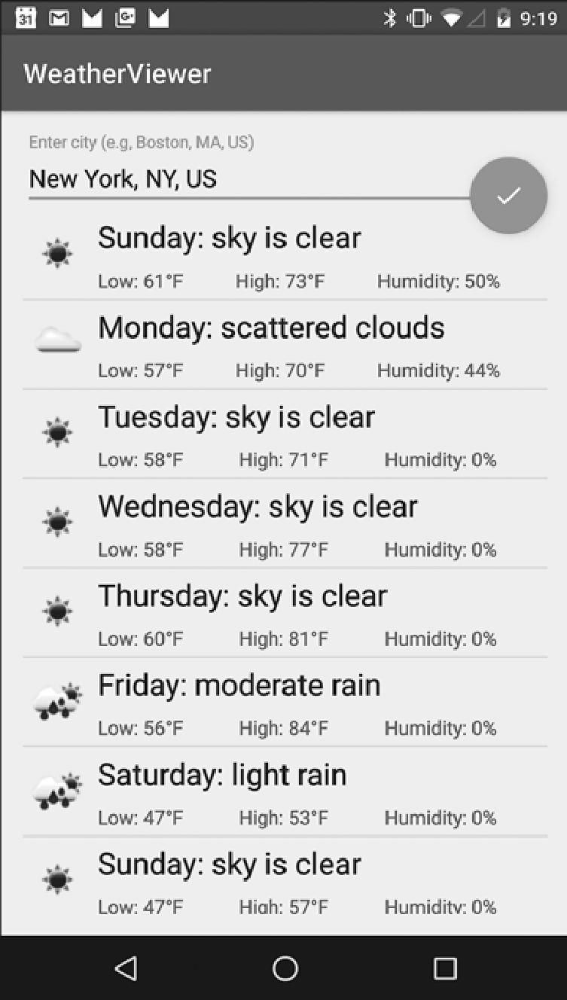 31
G+
9:19
WeatherViewer
Enter city (e.g, Boston, MA, US)
New York, NY, US
Sunday: sky is clear
Low: 61°F High: 73°F Humidity: 50%
Monday: scattered clouds
Low: 57°F High: 70°F Humidity: 44%
Tuesday: sky is clear
Low: 58°F High: 71°F Humidity: 0%
Wednesday: sky is clear
Low: 58°F High: 77°F Humidity: 0%
Thursday: sky is clear
Low: 60°F High: 81°F Humidity: 0%
Friday: moderate rain
Low: 56°F High: 84°F Humidity: 0%
Saturday: light rain
Low: 47°F High: 53°F Humidity: 0%
Sunday: sky is clear
Low: 47°F High: 57°F Humidity: 0%